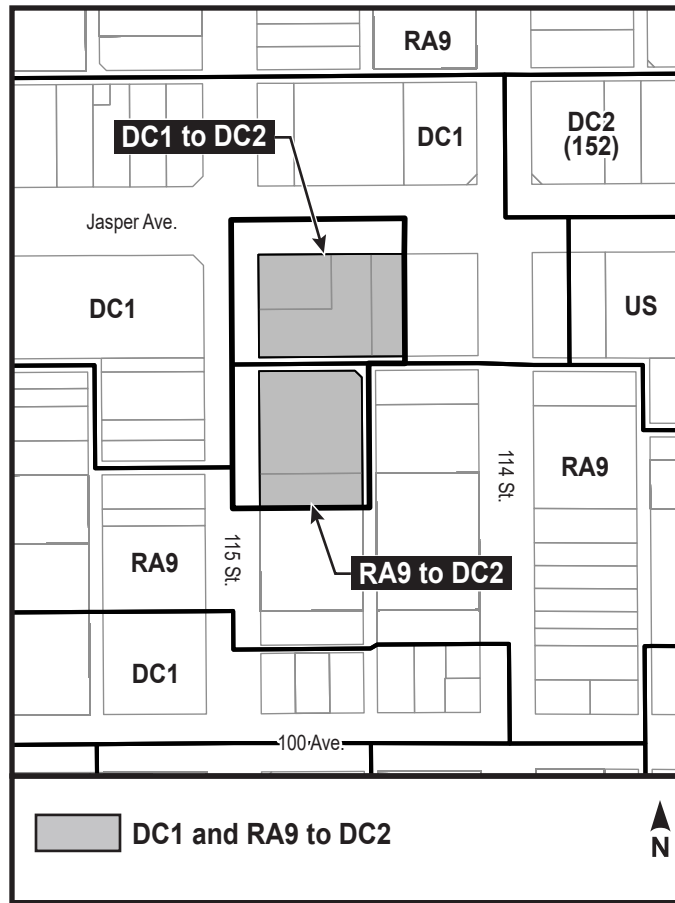 RA9
DC1 to DC2
DC1
DC2
(152)
Jasper Ave.
DC1
US
114 St.
RA9
115 St.
RA9
RA9 to DC2
DC1
100 Ave.
DC1 and RA9 to DC2
N